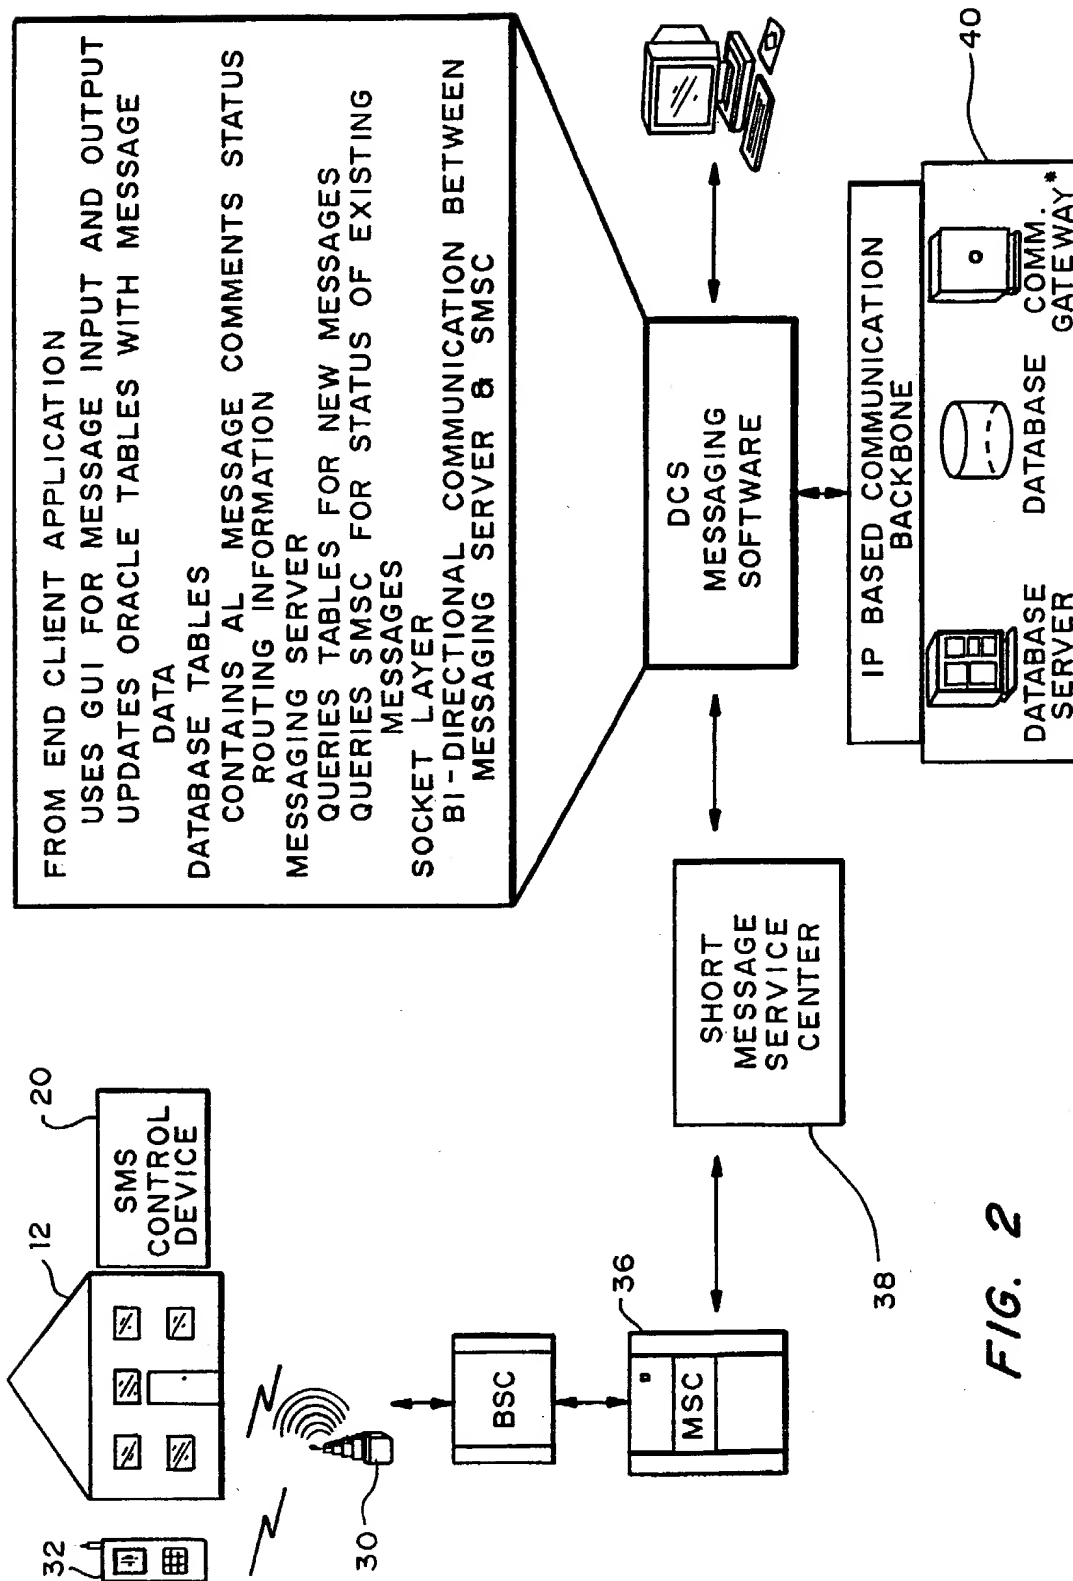 FROM END CLIENT APPLICATION
USES GUI FOR MESSAGE INPUT AND OUTPUT
UPDATES ORACLE TABLES WITH MESSAGE
DATA
DATABASE TABLES
CONTAINS AL MESSAGE COMMENTS STATUS
ROUTING INFORMATION
MESSAGING SERVER
QUERIES TABLES FOR NEW MESSAGES
QUERIES SMSC FOR STATUS OF EXISTING
MESSAGES
SOCKET LAYER
BI-DIRECTIONAL COMMUNICATION BETWEEN
MESSAGING SERVER & SMSC
32
12
20
SMS
CONTROL
DEVICE
30
BSC
36
MSC
38
SHORT
MESSAGE
SERVICE
CENTER
DCS
MESSAGING
SOFTWARE
IP BASED COMMUNICATION
BACKBONE
40
DATABASE
SERVER
DATABASE
COMM.
GATEWAY*
FIG. 2